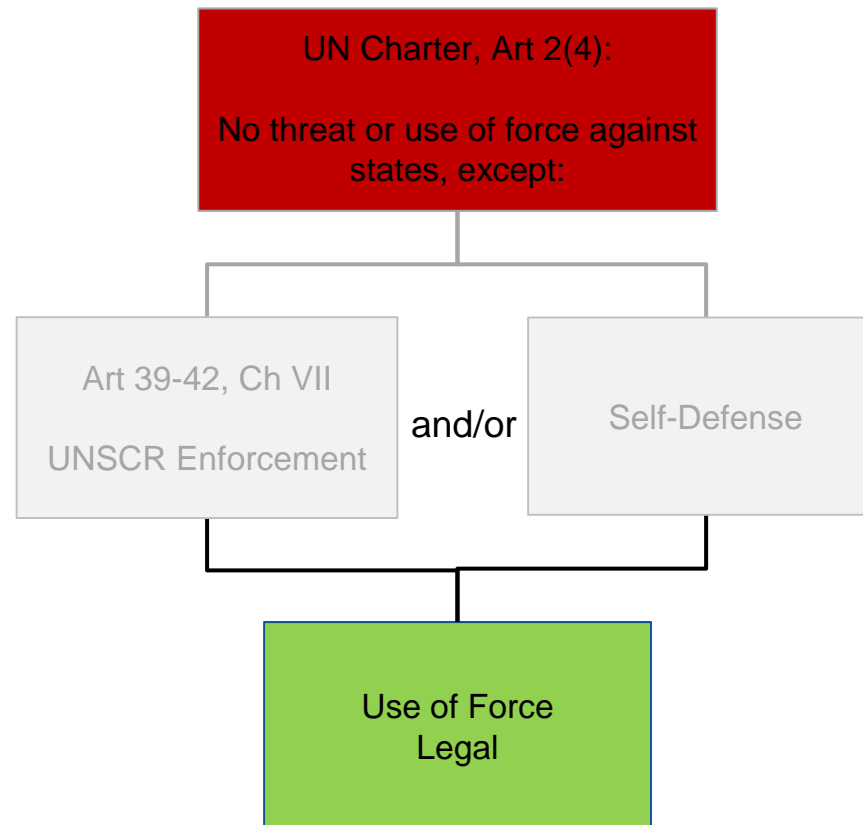 UN Charter, Art 2(4):
No threat or use of force against
states, except:
Art 39-42, Ch VII
UNSCR Enforcement
and/or
Self-Defense
Use of Force
Legal